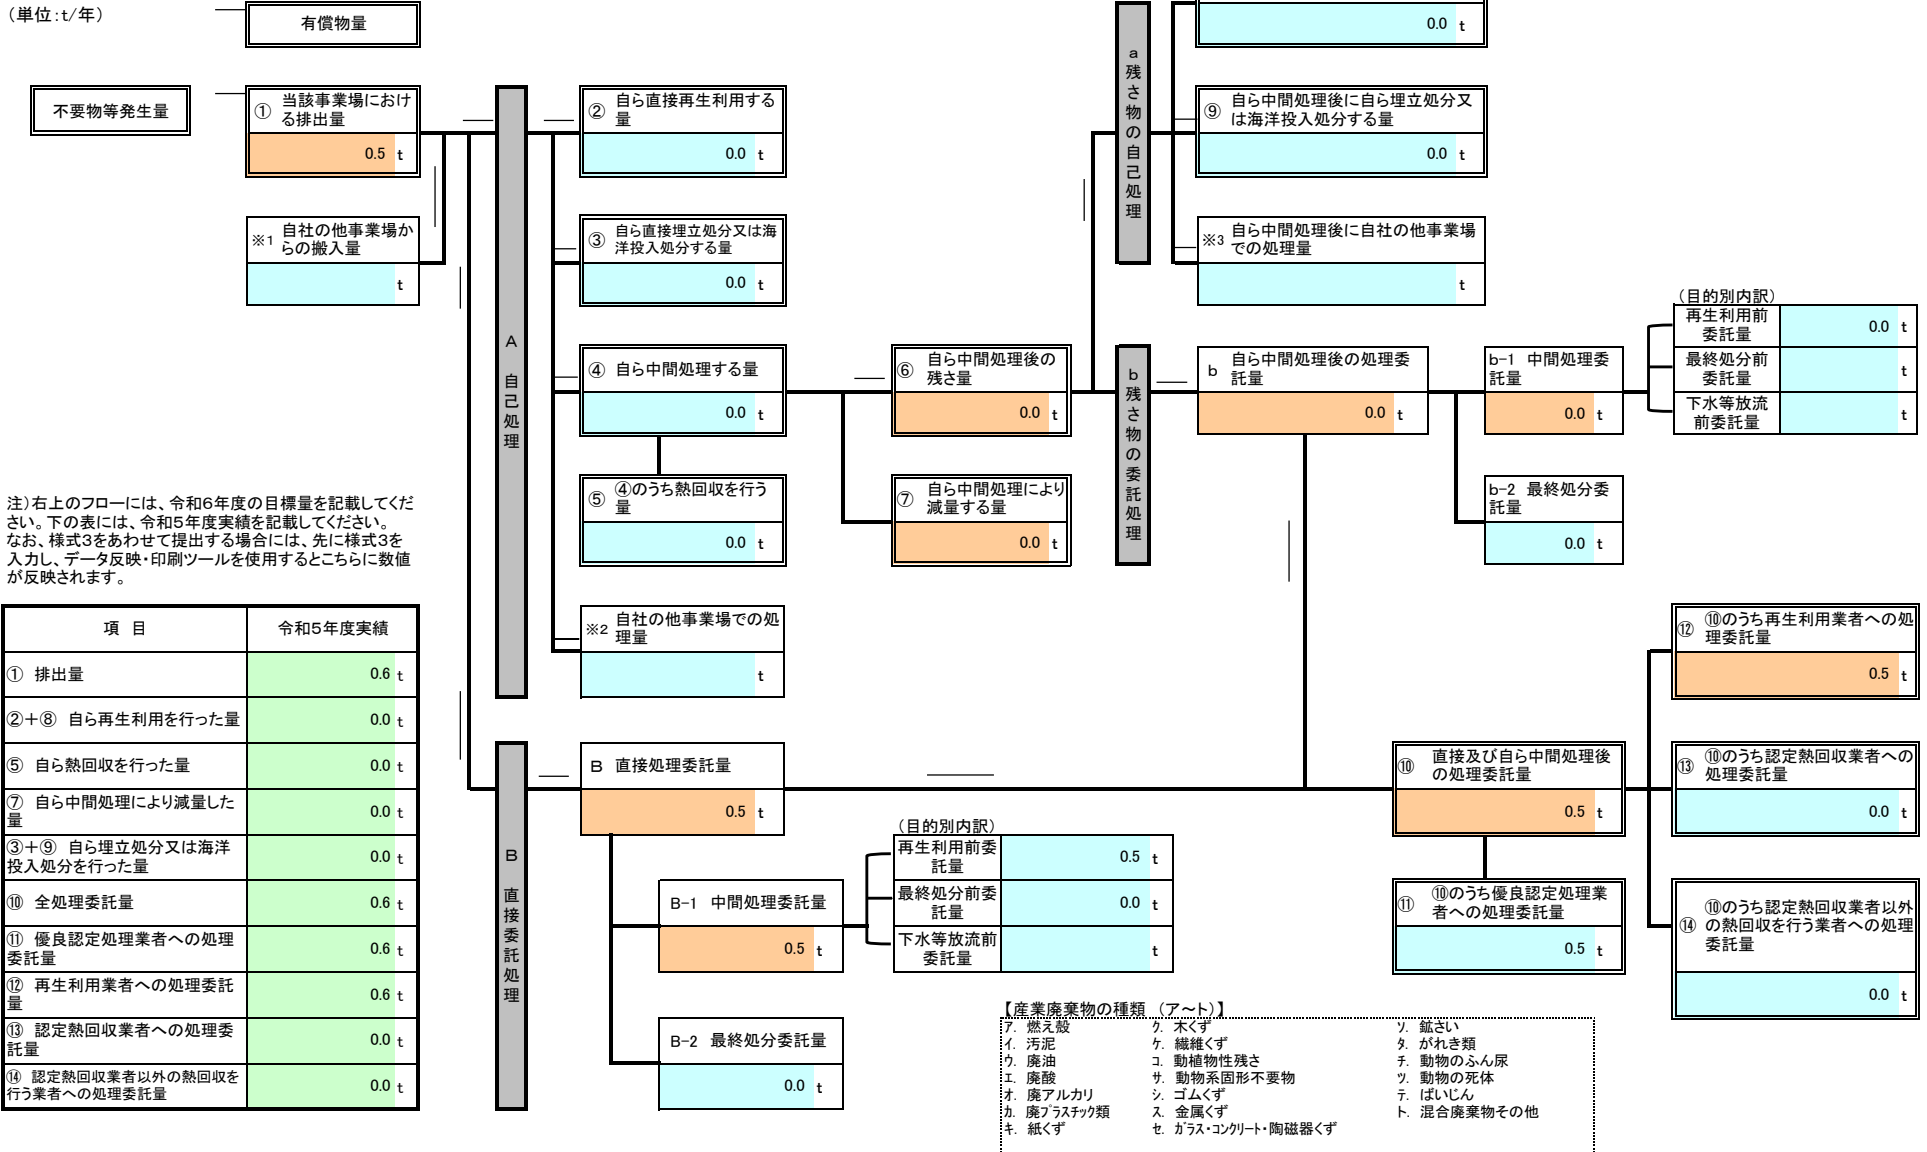 （単位:t/年）
有償物量
不要物等発生量
① 当該事業場におけ
る排出量
0.5 t
※1 自社の他事業場か
らの搬入量
t
A 自己処理
② 自ら直接再生利用する
量
0.0 t
③ 自ら直接埋立処分又は海
洋投入処分する量
0.0 t
④ 自ら中間処理する量
0.0 t
⑤ ④のうち熱回収を行う
量
0.0 t
※2 自社の他事業場での処
理量
t
⑥ 自ら中間処理後の
残さ量
0.0 t
⑦ 自ら中間処理により
減量する量
0.0 t
a残さ物の自己処理
0.0 t
⑨ 自ら中間処理後に自ら埋立処分又
は海洋投入処分する量
0.0 t
※3 自ら中間処理後に自社の他事業場
での処理量
t
b残さ物の委託処理
b 自ら中間処理後の処理委
託量
0.0 t
b-1 中間処理委
託量
0.0 t
b-2 最終処分委
託量
0.0 t
（目的別内訳）
再生利用前
委託量
0.0 t
最終処分前
委託量
t
下水等放流
前委託量
t
注）右上のフローには、令和６年度の目標量を記載してくだ
さい。下の表には、令和５年度実績を記載してください。
なお、様式３をあわせて提出する場合には、先に様式３を
入力し、データ反映・印刷ツールを使用するとこちらに数値
が反映されます。
項 目 令和５年度実績
① 排出量 0.6 t
②＋⑧ 自ら再生利用を行った量 0.0 t
⑤ 自ら熱回収を行った量 0.0 t
⑦ 自ら中間処理により減量した
量 0.0 t
③＋⑨ 自ら埋立処分又は海洋
投入処分を行った量 0.0 t
⑩ 全処理委託量 0.6 t
⑪ 優良認定処理業者への処理
委託量 0.6 t
⑫ 再生利用業者への処理委託
量 0.6 t
⑬ 認定熱回収業者への処理委
託量 0.0 t
⑭ 認定熱回収業者以外の熱回収を
行う業者への処理委託量 0.0 t
B 直接委託処理
B 直接処理委託量
0.5 t
B-1 中間処理委託量
0.5 t
B-2 最終処分委託量
0.0 t
（目的別内訳）
再生利用前委
託量
0.5 t
最終処分前委
託量
0.0 t
下水等放流前
委託量
t
⑩ 直接及び自ら中間処理後
の処理委託量
0.5 t
⑪ ⑩のうち優良認定処理業
者への処理委託量
0.5 t
⑫ ⑩のうち再生利用業者への処
理委託量
0.5 t
⑬ ⑩のうち認定熱回収業者への
処理委託量
0.0 t
⑭ ⑩のうち認定熱回収業者以外
の熱回収を行う業者への処理
委託量
0.0 t
【産業廃棄物の種類 （ア～ト）】
ア. 燃え殻 ク. 木くず ソ. 鉱さい
イ. 汚泥 ケ. 繊維くず タ. がれき類
ウ. 廃油 コ. 動植物性残さ チ. 動物のふん尿
エ. 廃酸 サ. 動物系固形不要物 ツ. 動物の死体
オ. 廃アルカリ シ. ゴムくず テ. ばいじん
カ. 廃プラスチック類 ス. 金属くず ト. 混合廃棄物その他
キ. 紙くず セ. ガラス・コンクリート・陶磁器くず